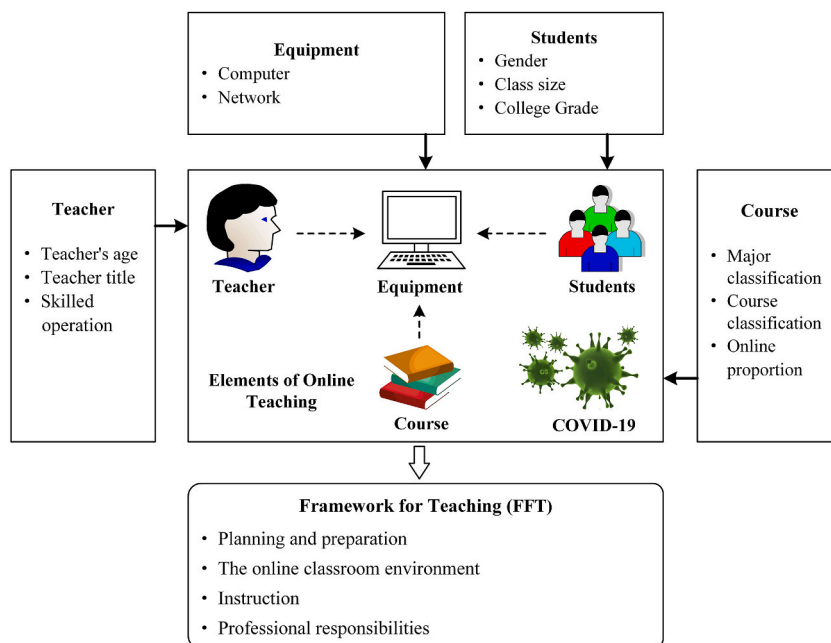 Equipment
• Computer
• Network
Students
• Gender
• Class size
• College Grade
Teacher
• Teacher's age
• Teacher title
• Skilled
operation
Teacher
Equipment
Students
Elements of Online
Teaching
Course
COVID-19
Course
• Major
classification
• Course
classification
• Online
proportion
Framework for Teaching (FFT)
• Planning and preparation
• The online classroom environment
• Instruction
• Professional responsibilities